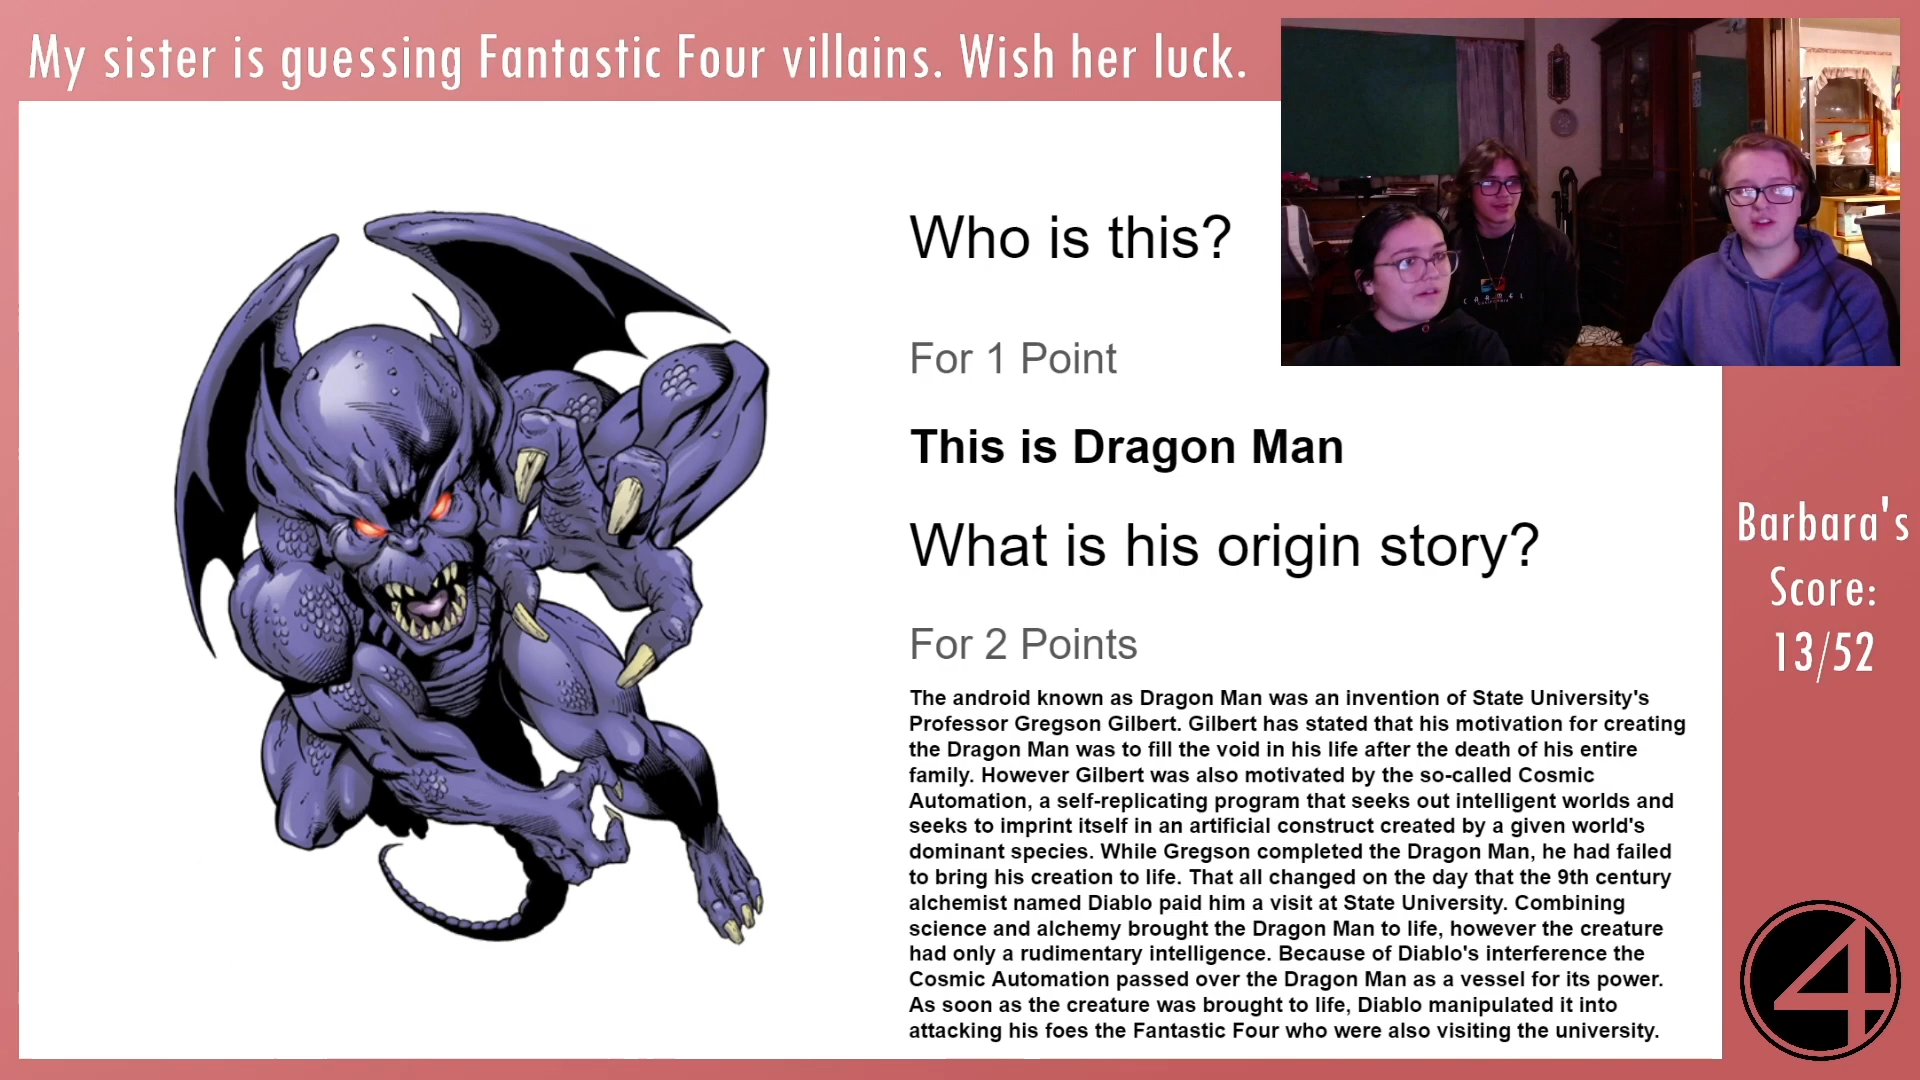 My sister is guessing Fantastic Four villains. Wish her luck.
Who is this?
For 1 Point
This is Dragon Man
What is his origin story?
For 2 Points
The android known as Dragon Man was an invention of State University's
Professor Gregson Gilbert. Gilbert has stated that his motivation for creating
the Dragon Man was to fill the void in his life after the death of his entire
family. However Gilbert was also motivated by the so-called Cosmic
Automation, a self-replicating program that seeks out intelligent worlds and
seeks to imprint itself in an artificial construct created by a given world's
dominant species. While Gregson completed the Dragon Man, he had failed
to bring his creation to life. That all changed on the day that the 9th century
alchemist named Diablo paid him a visit at State University. Combining
science and alchemy brought the Dragon Man to life, however the creature
had only a rudimentary intelligence. Because of Diablo's interference the
Cosmic Automation passed over the Dragon Man as a vessel for its power.
As soon as the creature was brought to life, Diablo manipulated it into
attacking his foes the Fantastic Four who were also visiting the university.
CARMEL
CALIFORNIA
Barbara's
Score:
13/52
4